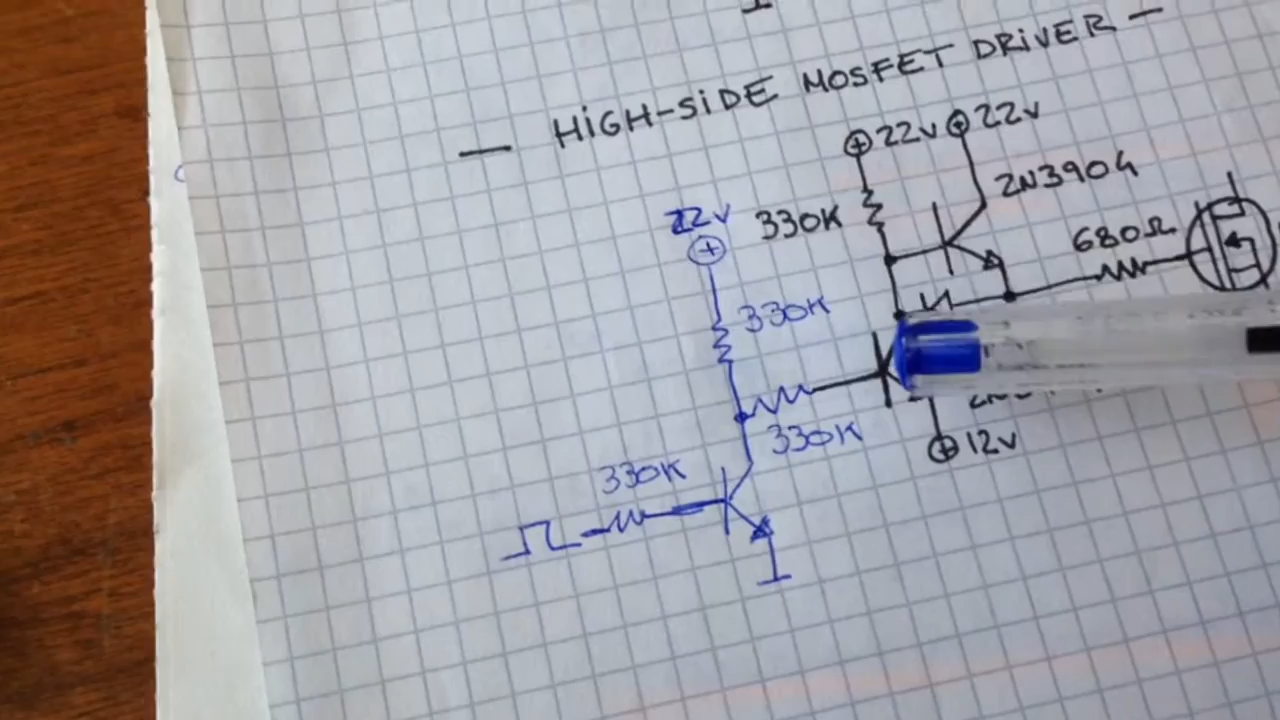 — HiGH-SiDE MOSFET DRiVER —
22v
22v
2N3904
330K
22v
680Ω
330K
330K
12v
330K